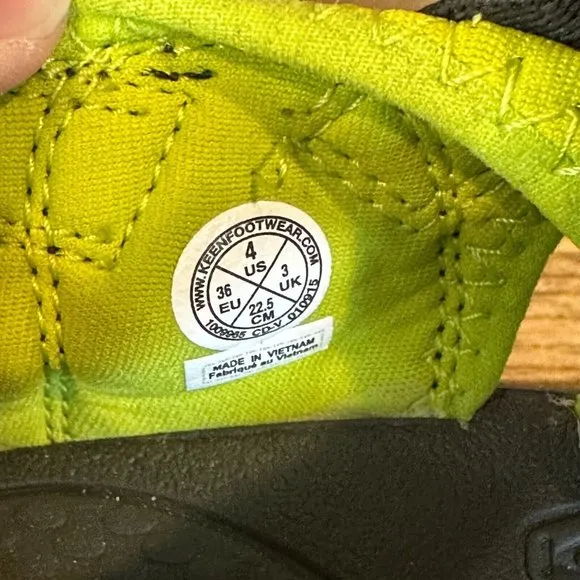 WWW.KEENFOOTWEAR.COM
4
US
36
EU
3
UK
22.5
CM
1009965 CD-V 010915
MADE IN VIETNAM
Fabriqué au Vietnam